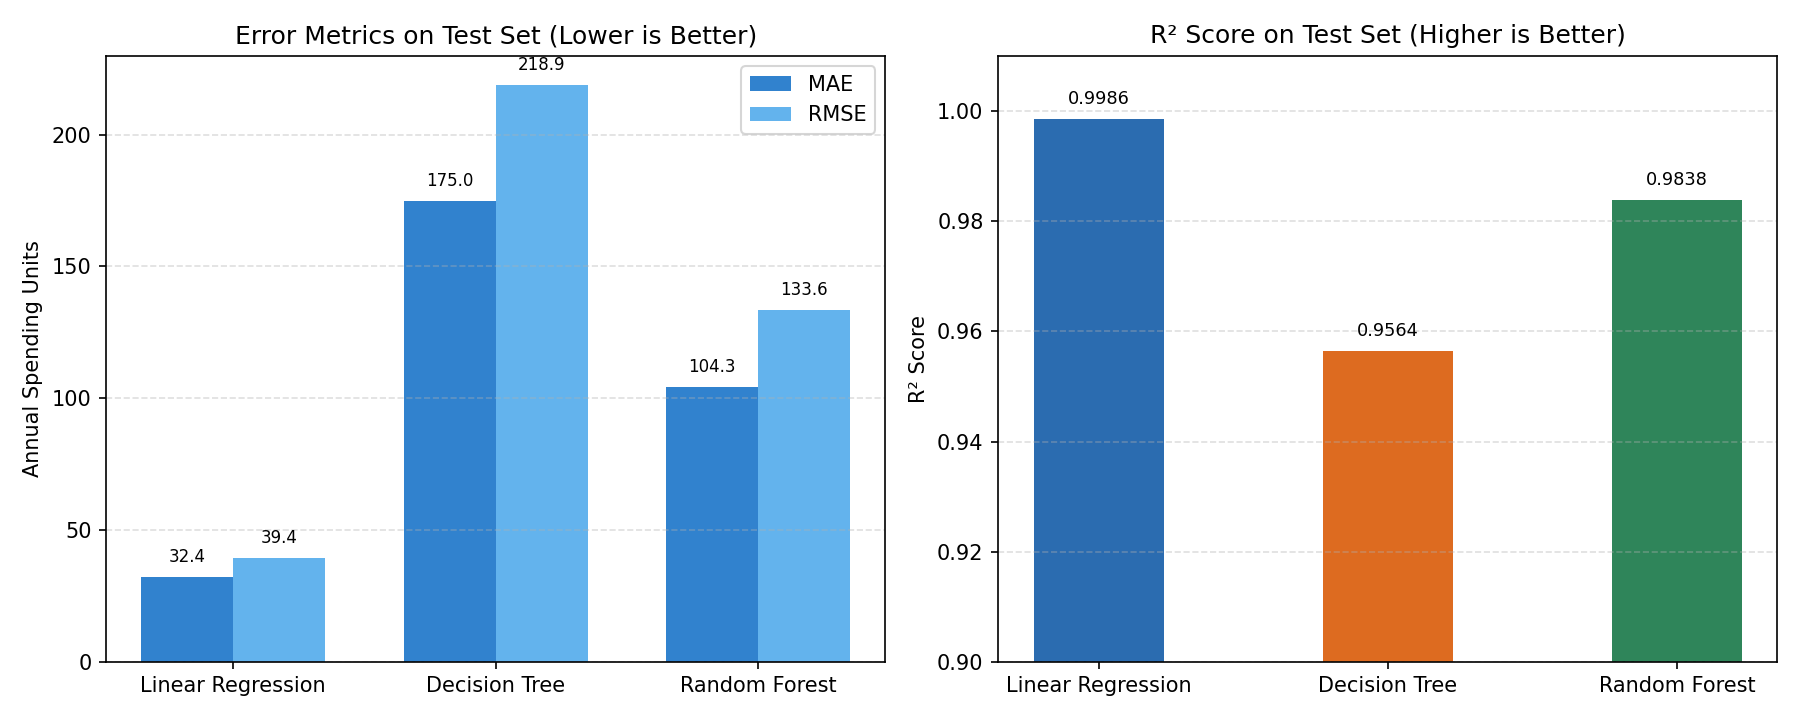 Error Metrics on Test Set (Lower is Better)
MAE
RMSE
Annual Spending Units
200
150
100
50
0
32.4
39.4
175.0
218.9
104.3
133.6
Linear Regression
Decision Tree
Random Forest
R² Score on Test Set (Higher is Better)
R² Score
1.00
0.98
0.96
0.94
0.92
0.90
0.9986
0.9564
0.9838
Linear Regression
Decision Tree
Random Forest